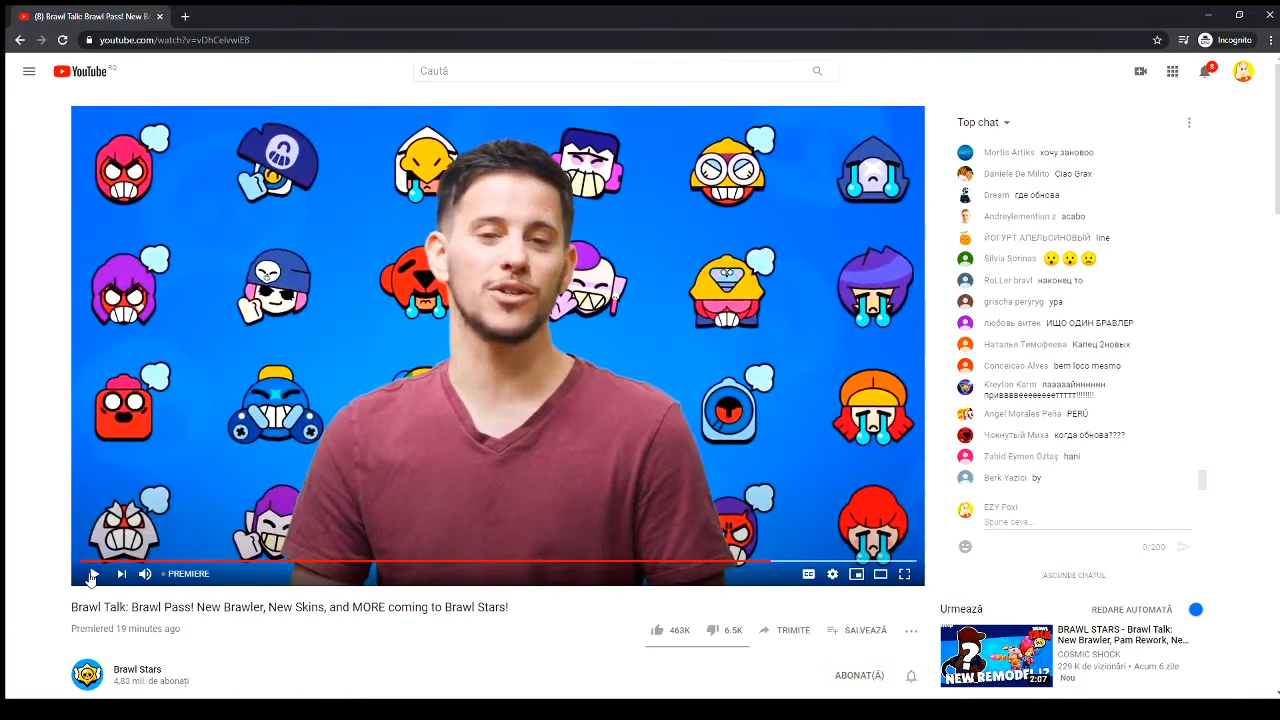 (8) Brawl Talk: Brawl Pass! New B
youtube.com/watch?v=vDhCelvwiE8
Incognito
YouTube RO
Caută
8
Top chat
Mortis Artiks хочу зановоо
Daniele De Milito Ciao Grax
Dream где обнова
Andreylementiun z acabo
ЙОГУРТ АПЕЛЬСИНОВЫЙ line
Silvia Sorinas
RoLLer bravl наконец то
grischa peryryg ура
любовь витек ИЩО ОДИН БРАВЛЕР
Наталья Тимофеева Капец 2новых
Conceicao Alves bem loco mesmo
Kreyton Karm лааааайнннннн
приввввеееееееетттттт!!!!!!!!
Angel Morales Peña PERÚ
Чокнутый Миха когда обнова????
Zahid Eymen Öztaş hani
Berk Yazici by
EZY Foxi
Spune ceva...
0/200
ASCUNDE CHATUL
PREMIERE
Brawl Talk: Brawl Pass! New Brawler, New Skins, and MORE coming to Brawl Stars!
Premiered 19 minutes ago
463K
6.5K
TRIMITE
SALVEAZĂ
Brawl Stars
4,83 mil. de abonați
ABONAT(Ă)
Urmează
REDARE AUTOMATĂ
NEW REMODEL!?
2:07
BRAWL STARS - Brawl Talk:
New Brawler, Pam Rework, Ne...
COSMIC SHOCK
229 K de vizionări • Acum 6 zile
Nou